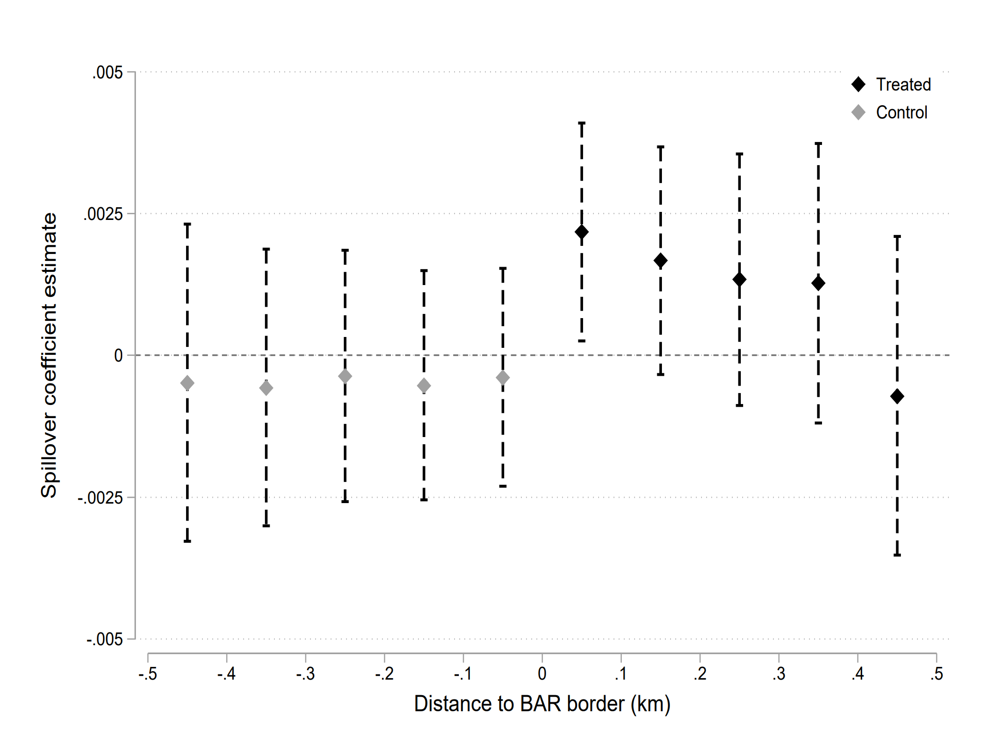 .005
.0025
0
-.0025
-.005
Spillover coefficient estimate
Treated
Control
-.5 -.4 -.3 -.2 -.1 0 .1 .2 .3 .4 .5
Distance to BAR border (km)